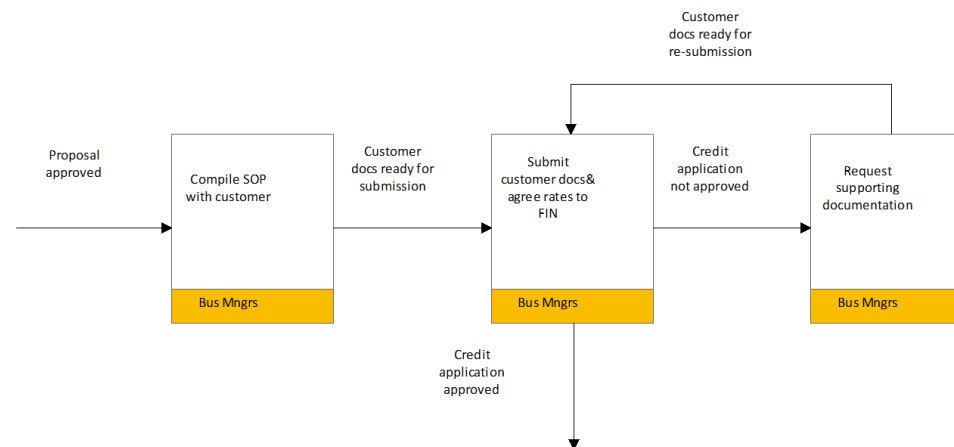 Customer
docs ready for
re-submission
Proposal
approved
Compile SOP
with customer
Customer
docs ready for
submission
Submit
customer docs&
agree rates to
FIN
Credit
application
not approved
Request
supporting
documentation
Bus Mngrs
Bus Mngrs
Bus Mngrs
Credit
application
approved